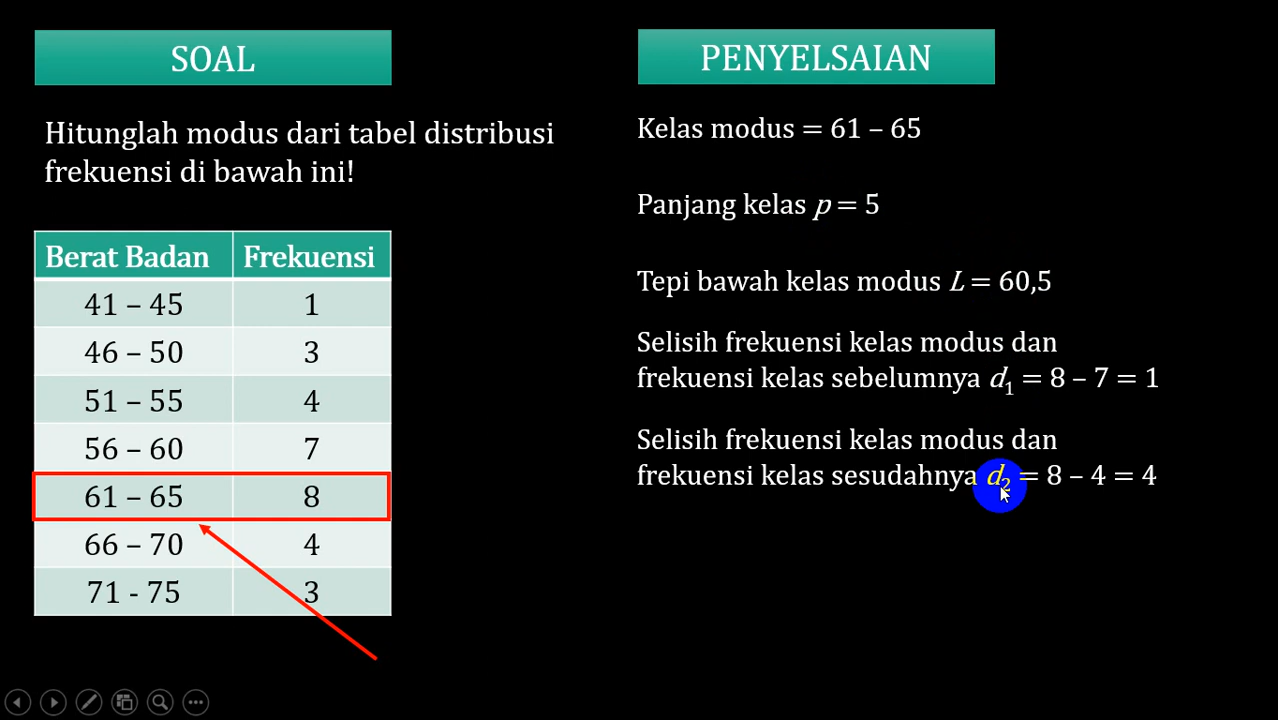 SOAL
Hitunglah modus dari tabel distribusi
frekuensi di bawah ini!
Berat Badan Frekuensi
41 – 45 1
46 – 50 3
51 – 55 4
56 – 60 7
61 – 65 8
66 – 70 4
71 - 75 3
PENYELSAIAN
Kelas modus = 61 – 65
Panjang kelas p = 5
Tepi bawah kelas modus L = 60,5
Selisih frekuensi kelas modus dan
frekuensi kelas sebelumnya d₁ = 8 – 7 = 1
Selisih frekuensi kelas modus dan
frekuensi kelas sesudahnya d₂ = 8 – 4 = 4